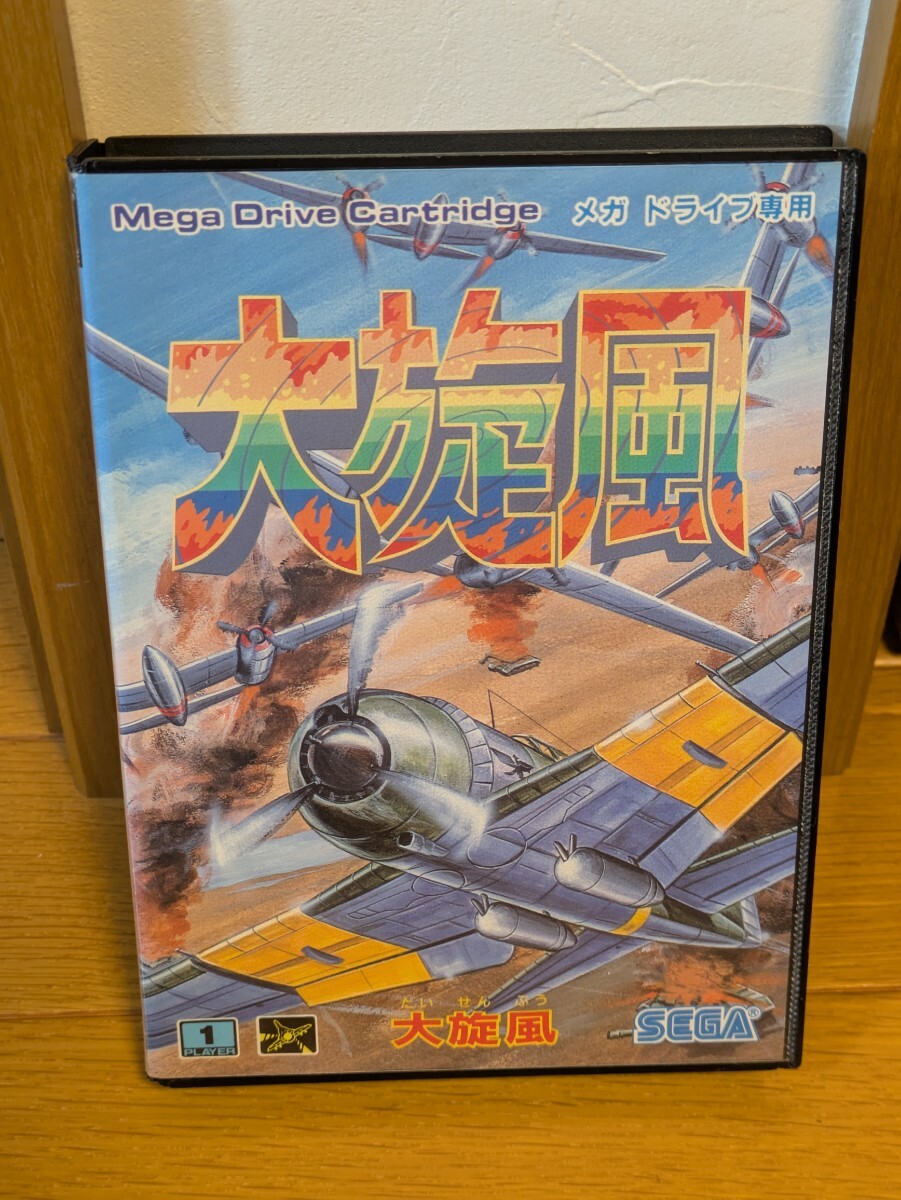 Mega Drive Cartridge メガ ドライブ専用
大旋風
だい せん ぷう
大旋風
SEGA®
1
PLAYER